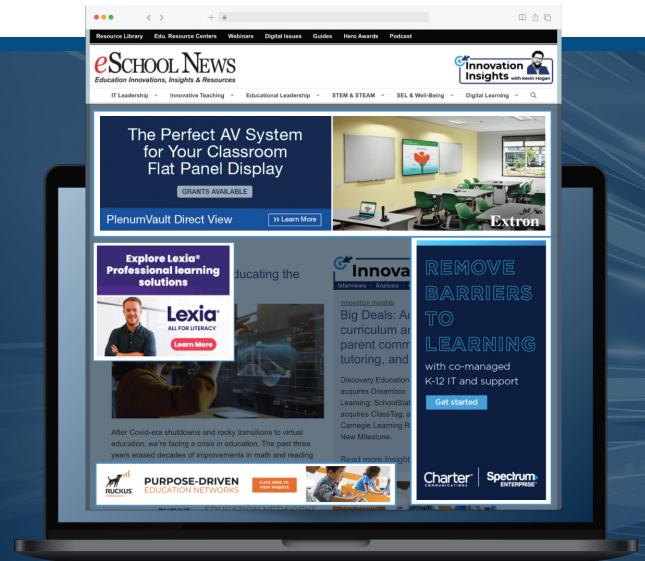 Resource Library Edu. Resource Centers Webinars Digital Issues Guides Hero Awards Podcast
eSCHOOL NEWS
Education Innovations, Insights & Resources
Innovation
Insights with Kevin Hogan
IT Leadership Innovative Teaching Educational Leadership STEM & STEAM SEL & Well-Being Digital Learning
The Perfect AV System
for Your Classroom
Flat Panel Display
GRANTS AVAILABLE
PlenumVault Direct View
Learn More
Extron
Explore Lexia®
Professional learning
solutions
Lexia®
ALL FOR LITERACY
Learn More
ducating the
After Covid-era shutdowns and rocky transitions to virtual
education, we're facing a crisis in education. The past three
years erased decades of improvements in math and reading
Innova
Interviews · Analysis ·
Innovation Insights
Big Deals: A
curriculum a
parent comm
tutoring, and
Discovery Education
acquires Dreambox
Learning; SchoolStat
acquires ClassTag; a
Carnegie Learning R
New Milestone.
Read more Insight
REMOVE
BARRIERS
TO
LEARNING
with co-managed
K-12 IT and support
Get started
Charter
COMMUNICATIONS
Spectrum
ENTERPRISE
RUCKUS
PURPOSE-DRIVEN
EDUCATION NETWORKS
CLICK HERE TO
VIEW WEBSITE